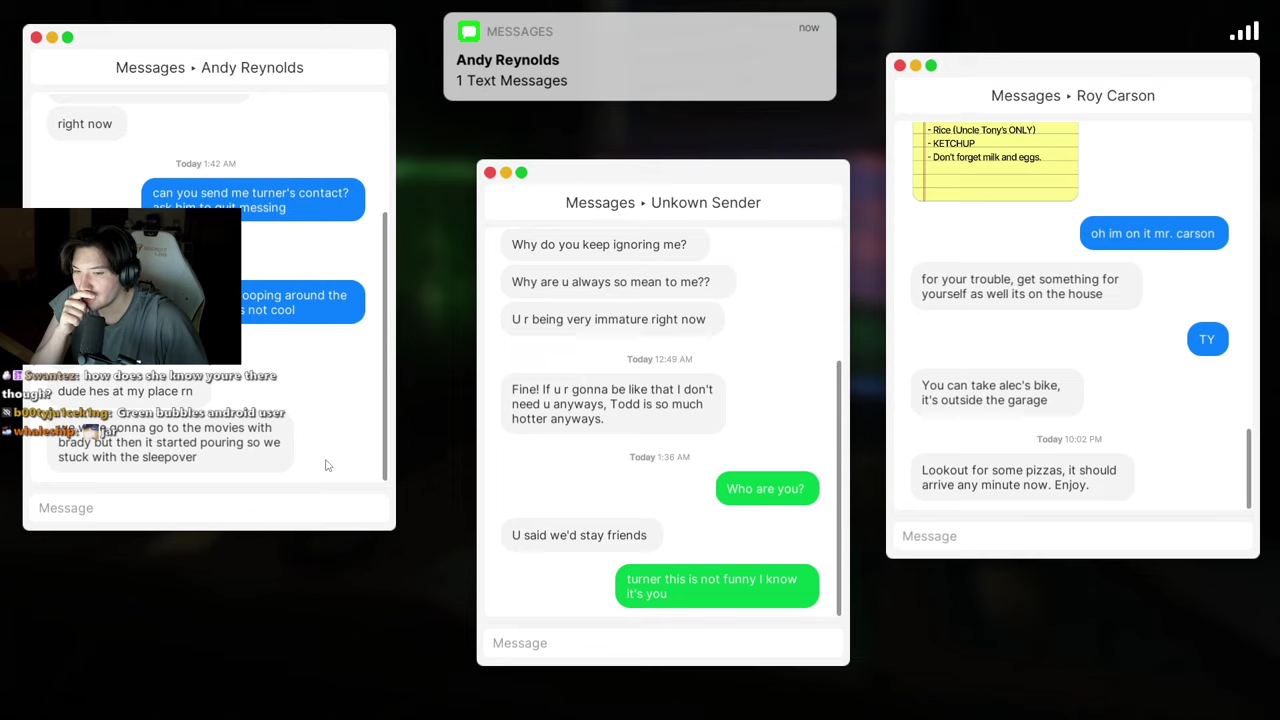 Messages ▸ Andy Reynolds
right now
Today 1:42 AM
can you send me turner's contact?
ask him to quit messing
ooping around the
s not cool
dude hes at my place rn
gonna go to the movies with
brady but then it started pouring so we
stuck with the sleepover
Message
Swantez: how does she know youre there
though?
b00tyju1cek1ng: Green bubbles android user
whaleship: jar
MESSAGES
now
Andy Reynolds
1 Text Messages
Messages ▸ Unkown Sender
Why do you keep ignoring me?
Why are u always so mean to me??
U r being very immature right now
Today 12:49 AM
Fine! If u r gonna be like that I don't
need u anyways, Todd is so much
hotter anyways.
Today 1:36 AM
Who are you?
U said we'd stay friends
turner this is not funny I know
it's you
Message
Messages ▸ Roy Carson
- Rice (Uncle Tony's ONLY)
- KETCHUP
- Don't forget milk and eggs.
oh im on it mr. carson
for your trouble, get something for
yourself as well its on the house
TY
You can take alec's bike,
it's outside the garage
Today 10:02 PM
Lookout for some pizzas, it should
arrive any minute now. Enjoy.
Message